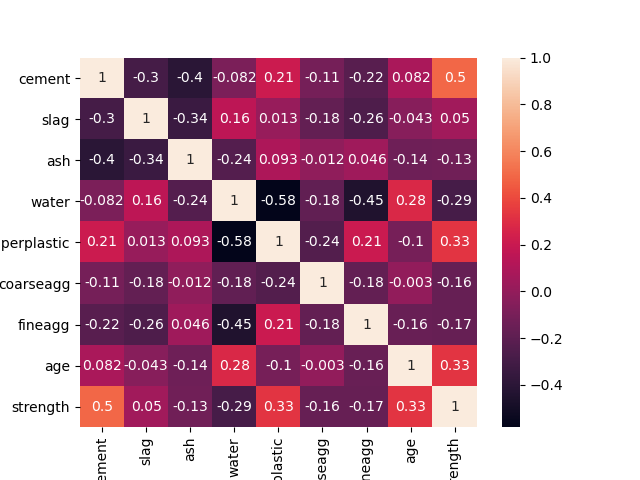 cement 1 -0.3 -0.4 -0.082 0.21 -0.11 -0.22 0.082 0.5
slag -0.3 1 -0.34 0.16 0.013 -0.18 -0.26 -0.043 0.05
ash -0.4 -0.34 1 -0.24 0.093 -0.012 0.046 -0.14 -0.13
water -0.082 0.16 -0.24 1 -0.58 -0.18 -0.45 0.28 -0.29
perplastic 0.21 0.013 0.093 -0.58 1 -0.24 0.21 -0.1 0.33
coarseagg -0.11 -0.18 -0.012 -0.18 -0.24 1 -0.18 -0.003 -0.16
fineagg -0.22 -0.26 0.046 -0.45 0.21 -0.18 1 -0.16 -0.17
age 0.082 -0.043 -0.14 0.28 -0.1 -0.003 -0.16 1 0.33
strength 0.5 0.05 -0.13 -0.29 0.33 -0.16 -0.17 0.33 1
ement
slag
ash
water
plastic
seagg
neagg
age
rength
1.0
0.8
0.6
0.4
0.2
0.0
−0.2
−0.4